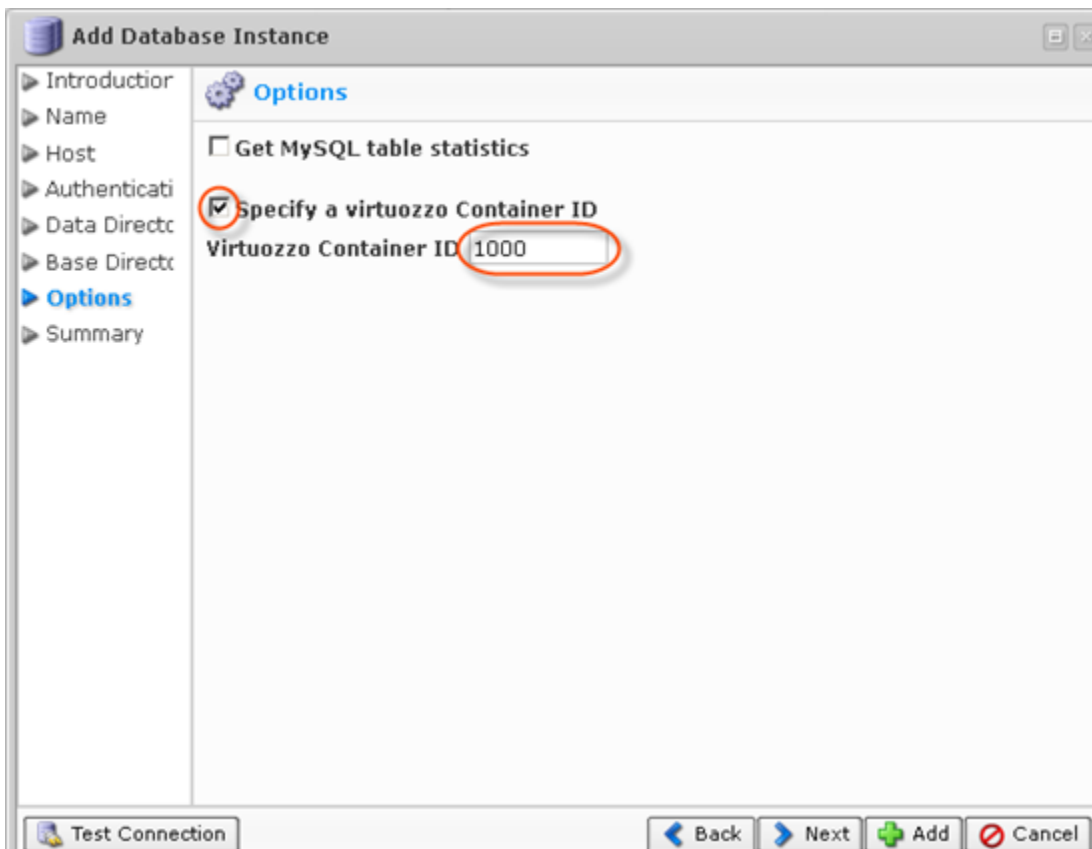 Add Database Instance
Introductior
Name
Host
Authenticati
Data Directc
Base Directc
Options
Summary
Options
Get MySQL table statistics
Specify a virtuozzo Container ID
Virtuozzo Container ID 1000
Test Connection
Back
Next
Add
Cancel